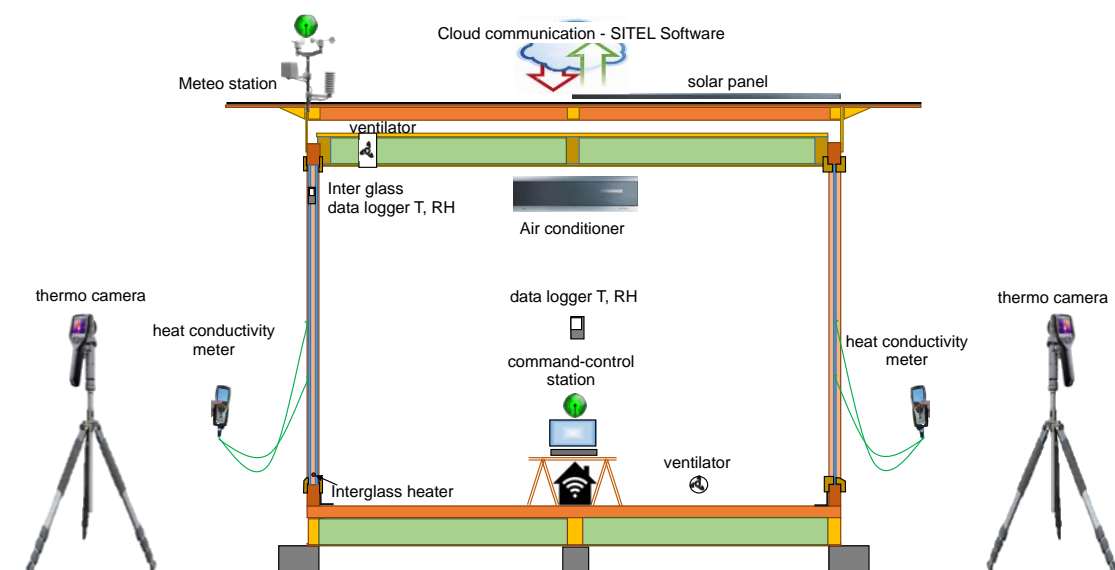 Cloud communication - SITEL Software
Meteo station
solar panel
ventilator
Inter glass
data logger T, RH
Air conditioner
thermo camera
data logger T, RH
thermo camera
heat conductivity
meter
heat conductivity
meter
command-control
station
ventilator
Interglass heater